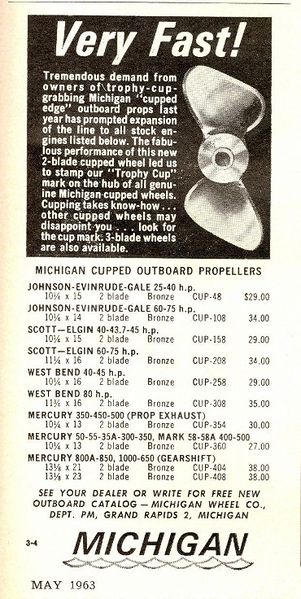 Very Fast!
Tremendous demand from
owners of trophy-cup-
grabbing Michigan "cupped
edge" outboard props last
year has prompted expansion
of the line to all stock en-
gines listed below. The fabu-
lous performance of this new
2-blade cupped wheel led us
to stamp our "Trophy Cup"
mark on the hub of all genu-
ine Michigan cupped wheels.
Cupping takes know-how...
other cupped wheels may
disappoint you... look for
the cup mark. 3-blade wheels
are also available.
MICHIGAN CUPPED OUTBOARD PROPELLERS
JOHNSON-EVINRUDE-GALE 25-40 h.p.
10¼ x 15 2 blade Bronze CUP-48 $29.00
JOHNSON-EVINRUDE-GALE 60-75 h.p.
10½ x 14 2 blade Bronze CUP-108 34.00
SCOTT—ELGIN 40-43.7-45 h.p.
10½ x 15 2 blade Bronze CUP-158 29.00
SCOTT—ELGIN 60-75 h.p.
11¼ x 16 2 blade Bronze CUP-208 34.00
WEST BEND 40-45 h.p.
10½ x 16 2 blade Bronze CUP-258 29.00
WEST BEND 80 h.p.
11½ x 16 2 blade Bronze CUP-308 35.00
MERCURY 350-450-500 (PROP EXHAUST)
10¼ x 13 2 blade Bronze CUP-354 30.00
MERCURY 50-55-35A-300-350, MARK 58-58A 400-500
10¼ x 13 2 blade Bronze CUP-360 27.00
MERCURY 800A-850, 1000-650 (GEARSHIFT)
13⅝ x 21 2 blade Bronze CUP-404 38.00
13½ x 23 2 blade Bronze CUP-408 38.00
SEE YOUR DEALER OR WRITE FOR FREE NEW
OUTBOARD CATALOG — MICHIGAN WHEEL CO.,
DEPT. PM, GRAND RAPIDS 2, MICHIGAN
3-4
MICHIGAN
MAY 1963